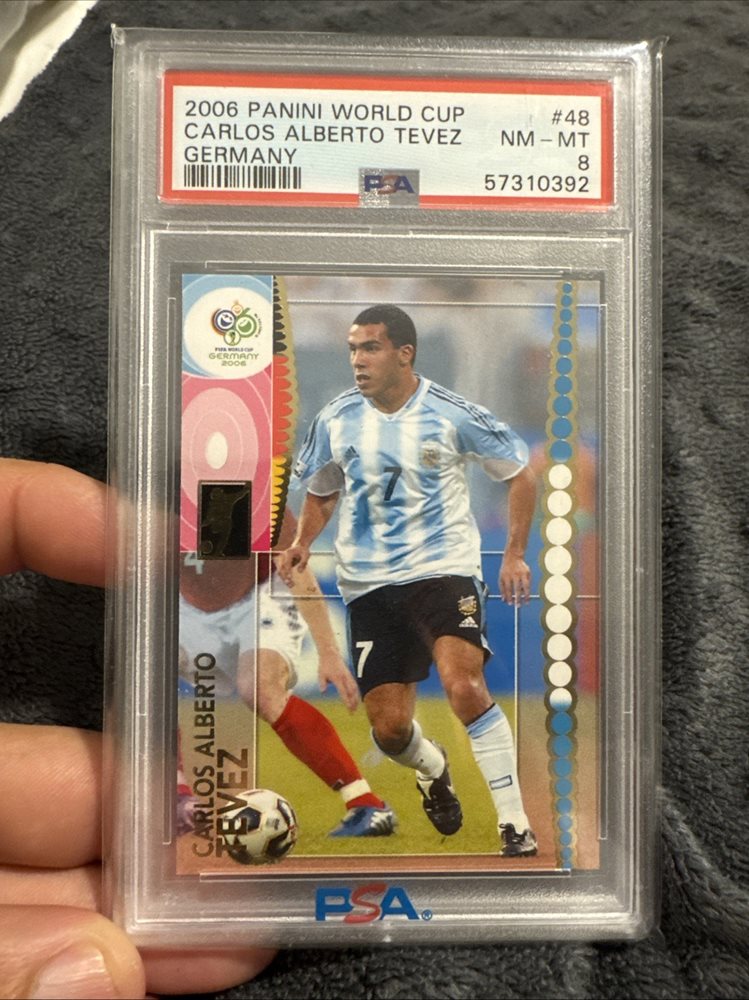 2006 PANINI WORLD CUP #48
CARLOS ALBERTO TEVEZ NM - MT
GERMANY 8
PSA 57310392
FIFA WORLD CUP
GERMANY
2006
7
4
7
CARLOS ALBERTO
TEVEZ
PSA®